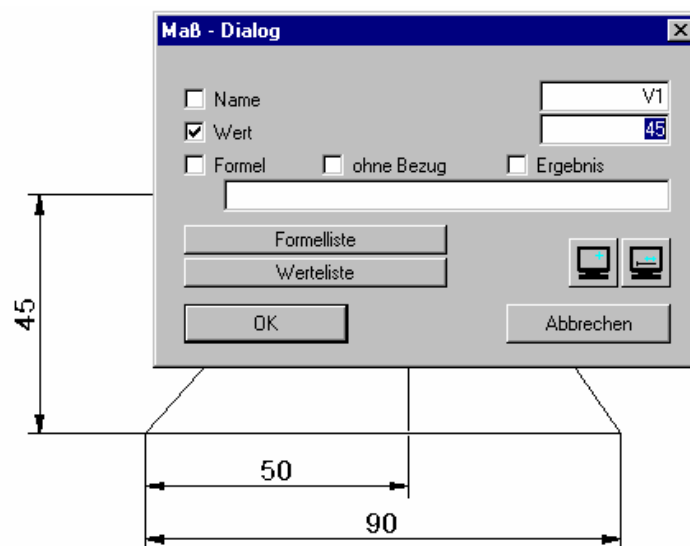 Maß - Dialog
Name V1
Wert 45
Formel ohne Bezug Ergebnis
Formelliste
Werteliste
OK Abbrechen
45
50
90